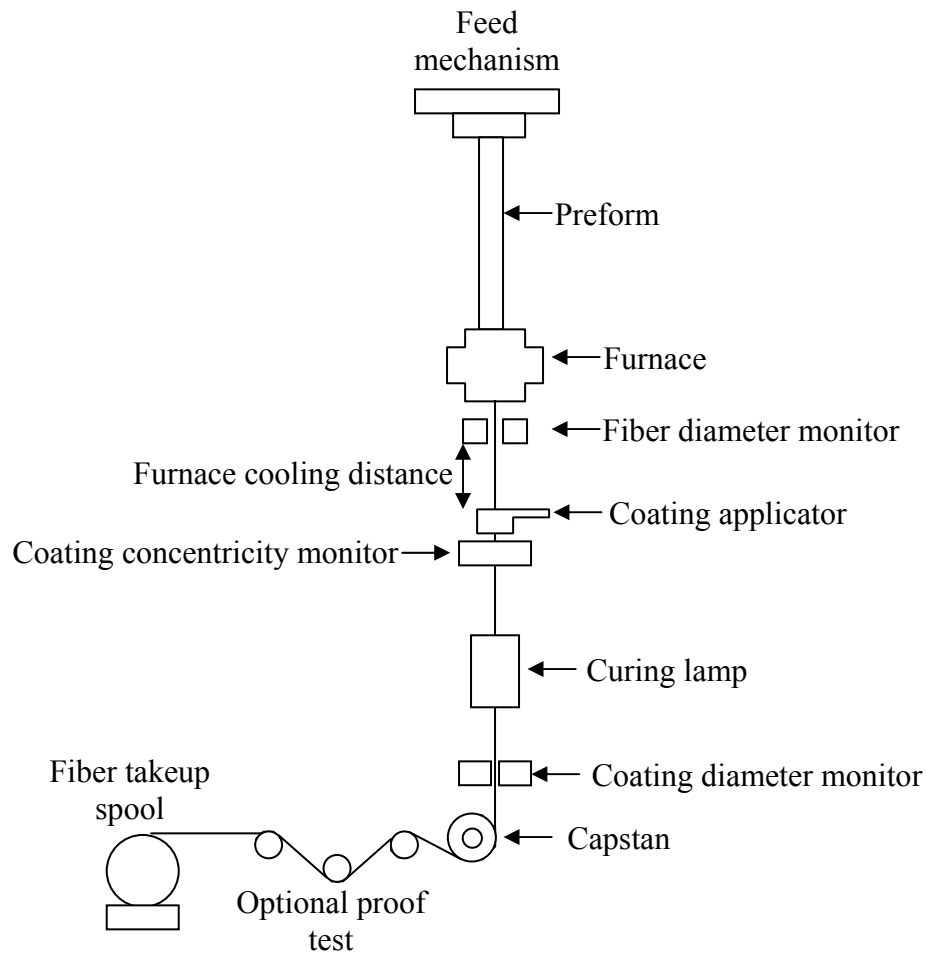 Feed
mechanism
Preform
Furnace
Fiber diameter monitor
Furnace cooling distance
Coating applicator
Coating concentricity monitor
Curing lamp
Fiber takeup
spool
Coating diameter monitor
Capstan
Optional proof
test